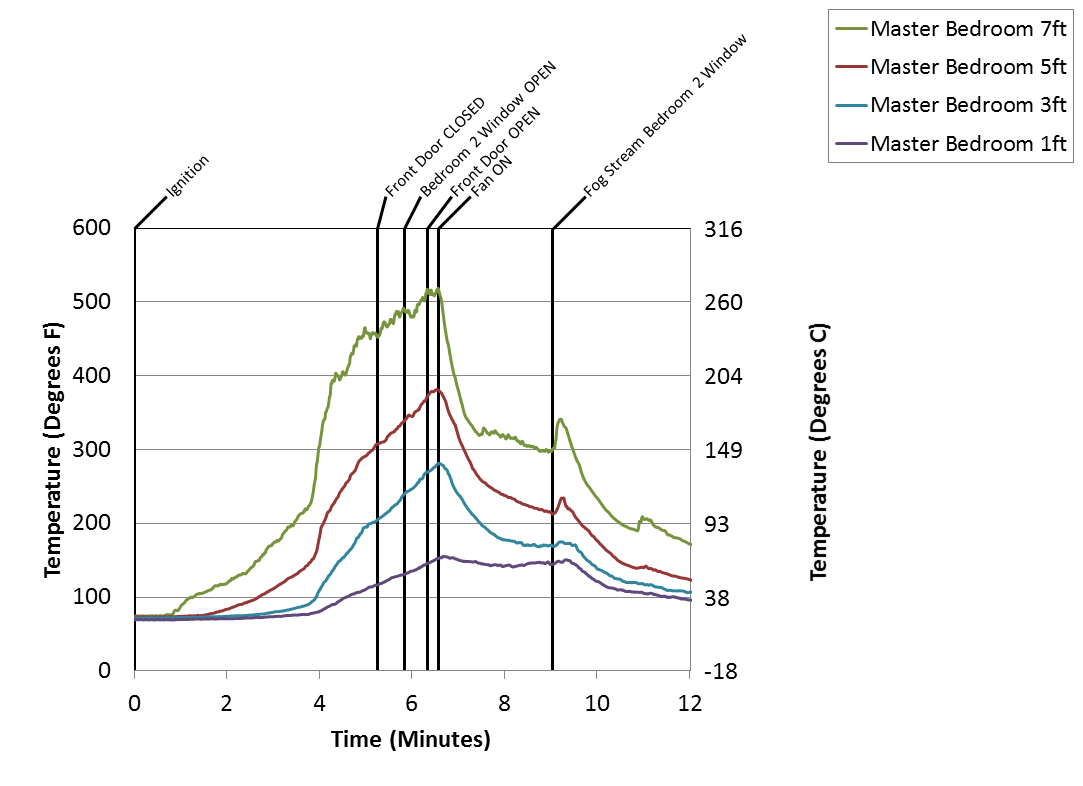 Master Bedroom 7ft
Master Bedroom 5ft
Master Bedroom 3ft
Master Bedroom 1ft
Ignition
Front Door CLOSED
Bedroom 2 Window OPEN
Front Door OPEN
Fan ON
Fog Stream Bedroom 2 Window
Temperature (Degrees F)
600
500
400
300
200
100
0
316
260
204
149
93
38
-18
Temperature (Degrees C)
0 2 4 6 8 10 12
Time (Minutes)